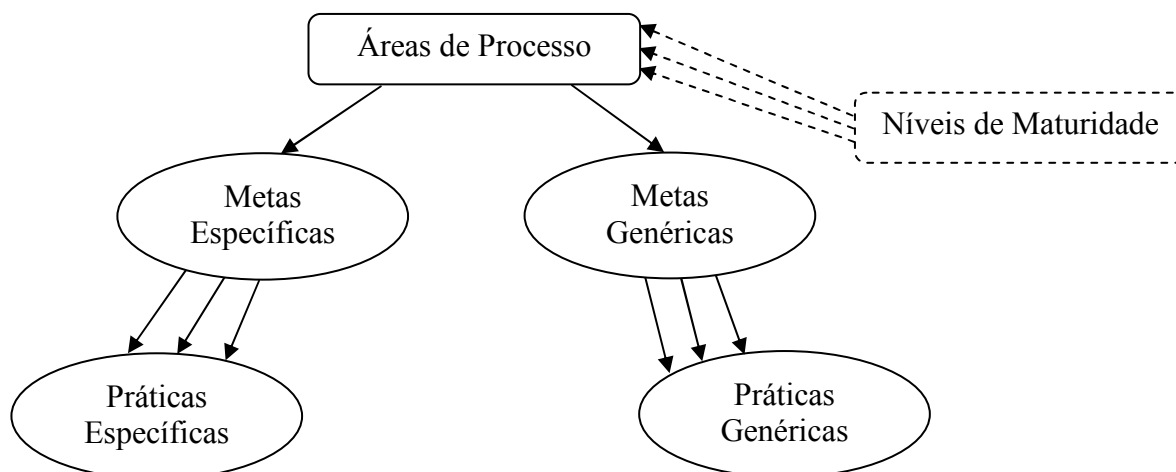 Áreas de Processo
Níveis de Maturidade
Metas
Específicas
Metas
Genéricas
Práticas
Específicas
Práticas
Genéricas